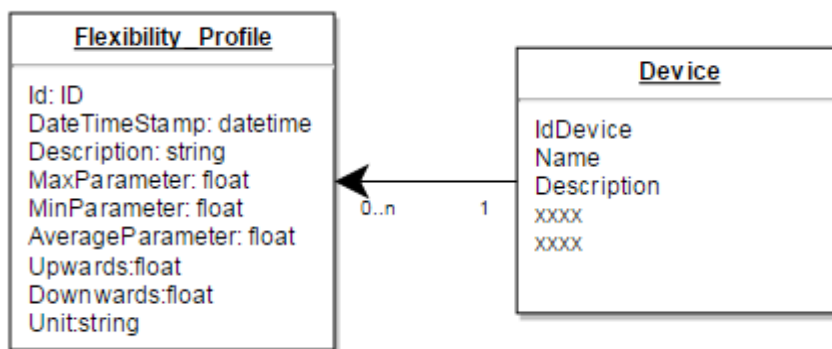 Flexibility_Profile
Id: ID
DateTimeStamp: datetime
Description: string
MaxParameter: float
MinParameter: float
AverageParameter: float
Upwards:float
Downwards:float
Unit:string
0..n
1
Device
IdDevice
Name
Description
xxxx
xxxx